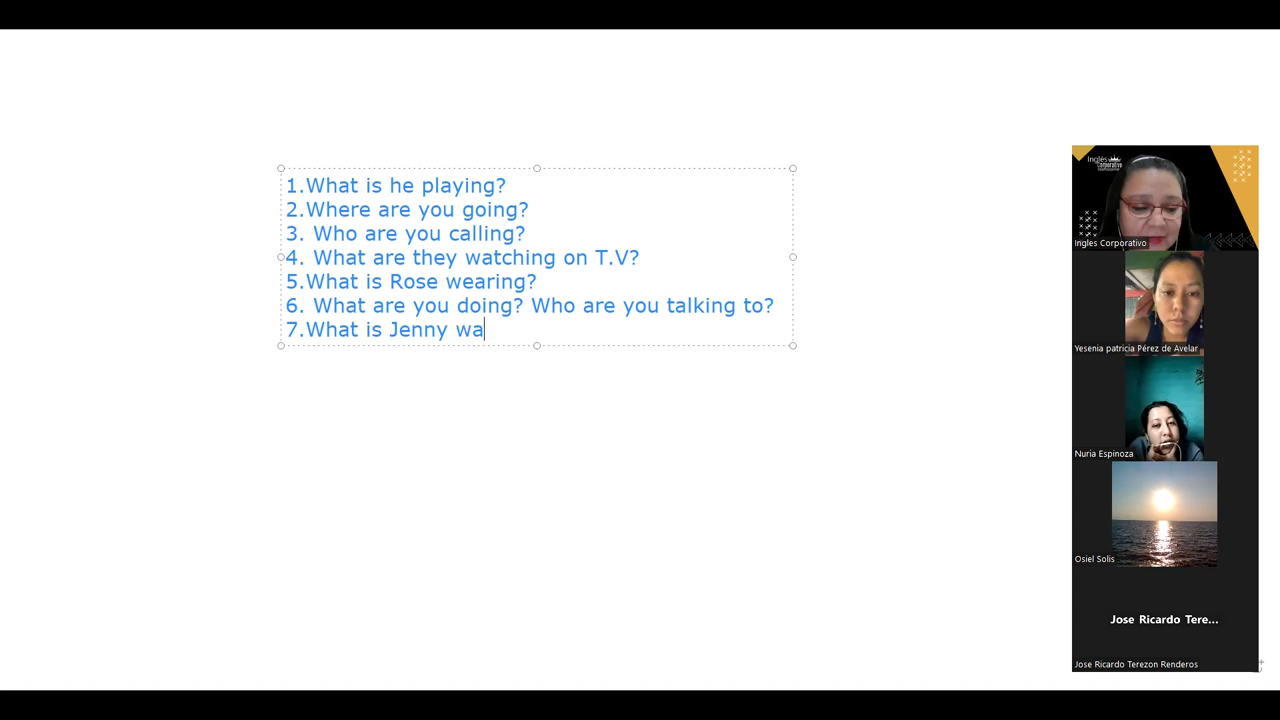 1.What is he playing?
2.Where are you going?
3. Who are you calling?
4. What are they watching on T.V?
5.What is Rose wearing?
6. What are you doing? Who are you talking to?
7.What is Jenny wa
Inglés
Corporativo
Ingles Corporativo
Yesenia patricia Pérez de Avelar
Nuria Espinoza
Osiel Solis
Jose Ricardo Tere...
Jose Ricardo Terezon Renderos